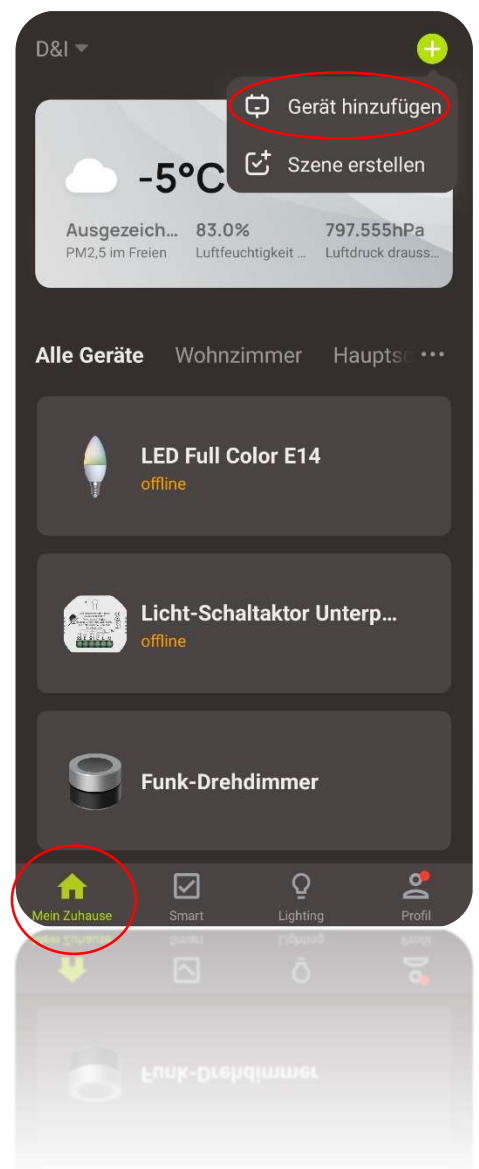 D&I
Gerät hinzufügen
Szene erstellen
-5°C
Ausgezeich... 83.0% 797.555hPa
PM2,5 im Freien Luftfeuchtigkeit ... Luftdruck drauss...
Alle Geräte Wohnzimmer Haupts
LED Full Color E14
offline
Licht-Schaltaktor Unterp...
offline
Funk-Drehdimmer
Mein Zuhause Smart Lighting Profil